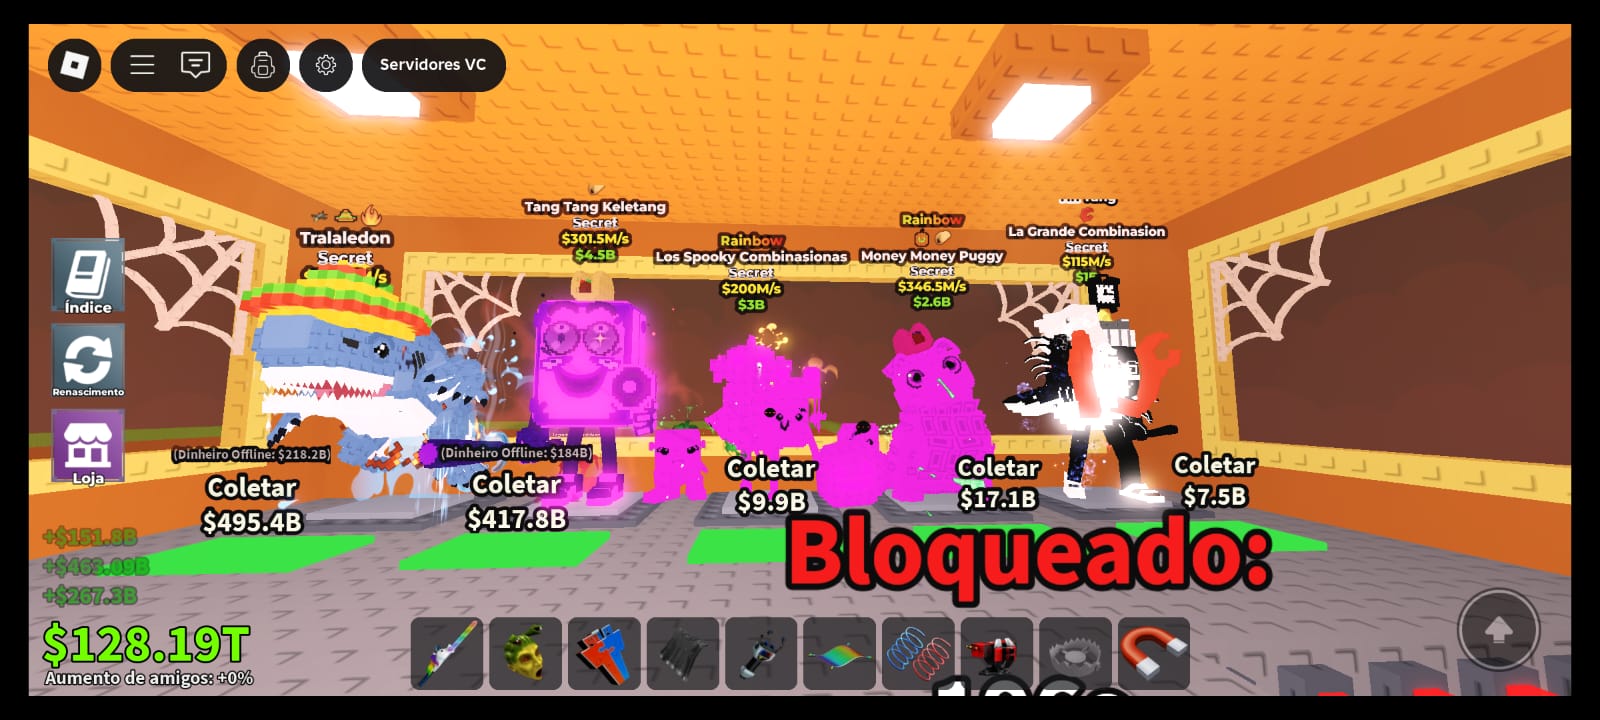 Servidores VC
Tralaledon
Secret
/s
Tang Tang Keletang
Secret
$301.5M/s
$4.5B
Rainbow
Los Spooky Combinasionas
Secret
$200M/s
$3B
Rainbow
Money Money Puggy
Secret
$346.5M/s
$2.6B
La Grande Combinasion
Secret
$115M/s
Índice
Renascimento
Loja
(Dinheiro Offline: $218.2B)
Coletar
$495.4B
(Dinheiro Offline: $184B)
Coletar
$417.8B
Coletar
$9.9B
Coletar
$17.1B
Coletar
$7.5B
Bloqueado:
+$151.8B
+$463.09B
+$267.3B
$128.19T
Aumento de amigos: +0%